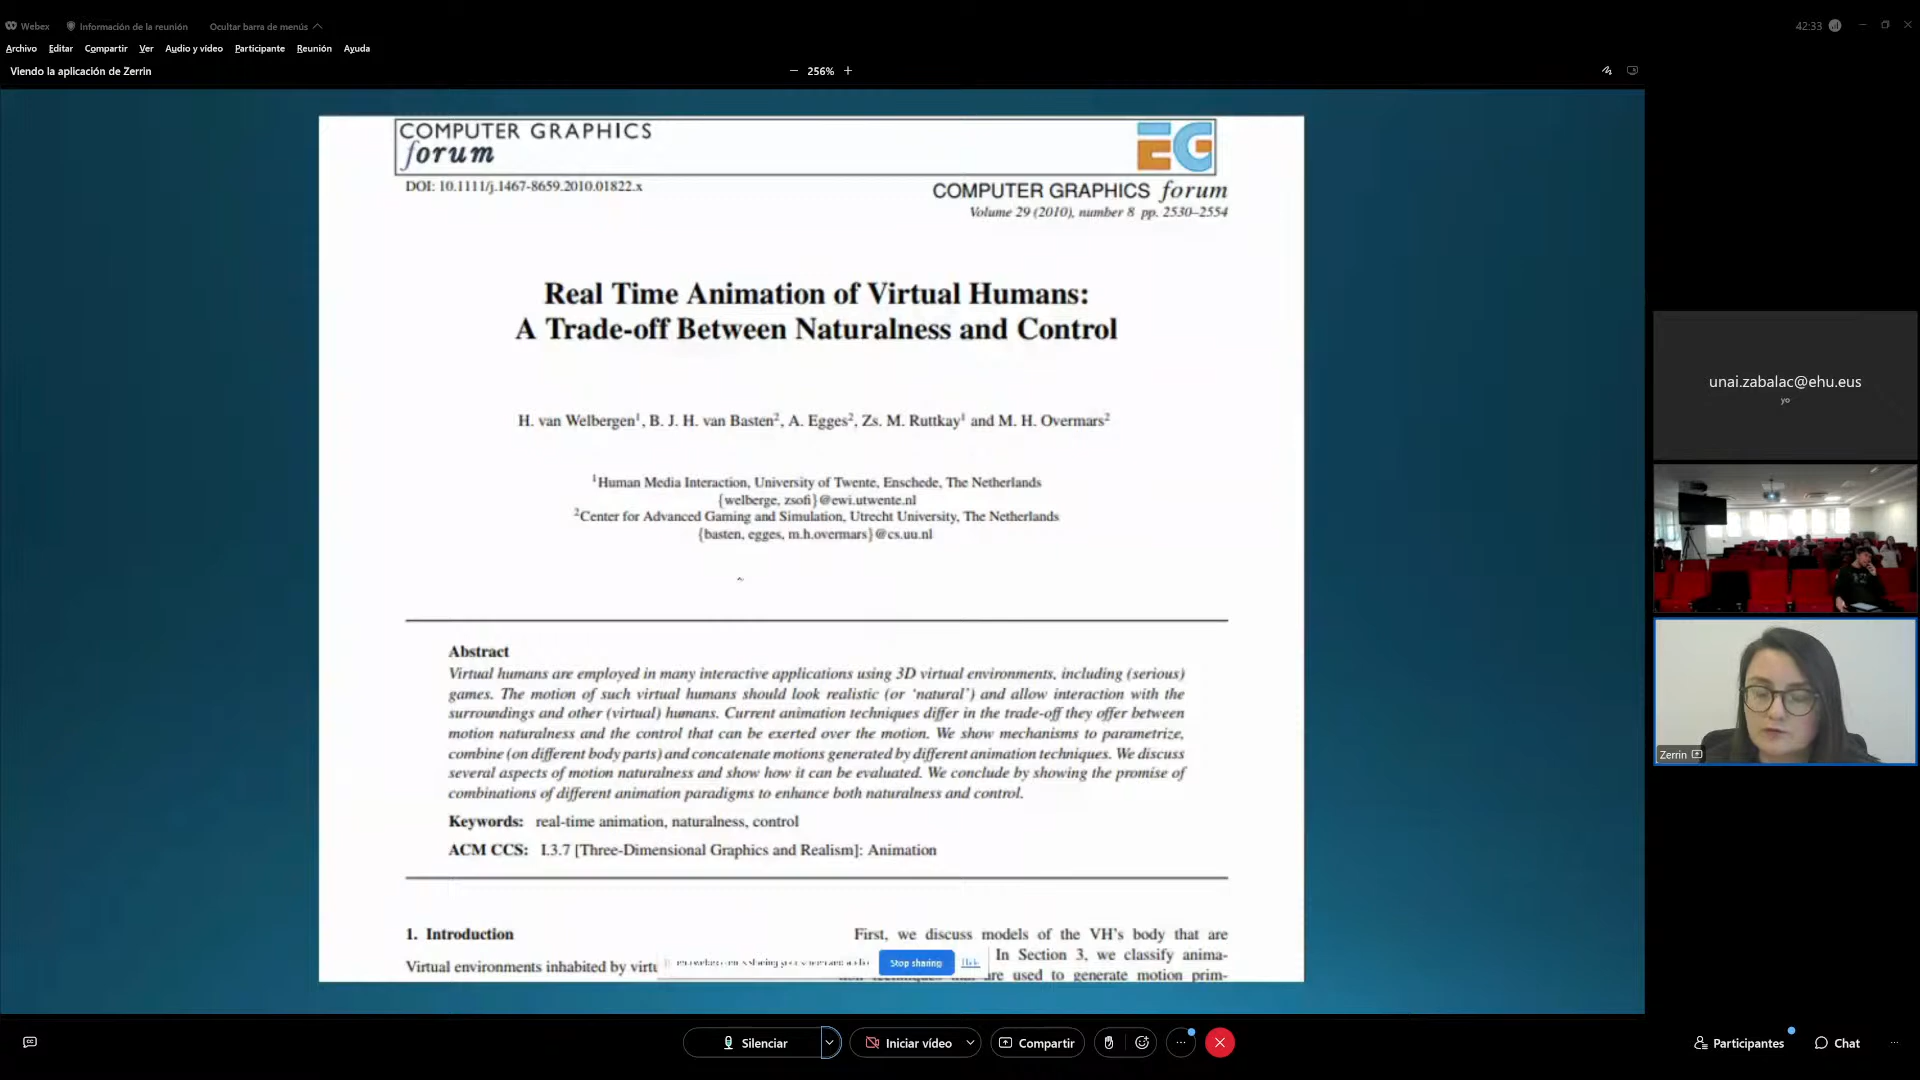 Webex
Información de la reunión
Ocultar barra de menús
42:33
Archivo Editar Compartir Ver Audio y vídeo Participante Reunión Ayuda
Viendo la aplicación de Zerrin
256%
COMPUTER GRAPHICS
forum
EG
DOI: 10.1111/j.1467-8659.2010.01822.x
COMPUTER GRAPHICS forum
Volume 29 (2010), number 8 pp. 2530–2554
Real Time Animation of Virtual Humans:
A Trade-off Between Naturalness and Control
H. van Welbergen¹, B. J. H. van Basten², A. Egges², Zs. M. Ruttkay¹ and M. H. Overmars²
¹Human Media Interaction, University of Twente, Enschede, The Netherlands
{welberge, zsofi}@ewi.utwente.nl
²Center for Advanced Gaming and Simulation, Utrecht University, The Netherlands
{basten, egges, m.h.overmars}@cs.uu.nl
Abstract
Virtual humans are employed in many interactive applications using 3D virtual environments, including (serious)
games. The motion of such virtual humans should look realistic (or ‘natural’) and allow interaction with the
surroundings and other (virtual) humans. Current animation techniques differ in the trade-off they offer between
motion naturalness and the control that can be exerted over the motion. We show mechanisms to parametrize,
combine (on different body parts) and concatenate motions generated by different animation techniques. We discuss
several aspects of motion naturalness and show how it can be evaluated. We conclude by showing the promise of
combinations of different animation paradigms to enhance both naturalness and control.
Keywords: real-time animation, naturalness, control
ACM CCS: I.3.7 [Three-Dimensional Graphics and Realism]: Animation
1. Introduction
Virtual environments inhabited by virtu
First, we discuss models of the VH’s body that are
In Section 3, we classify anima-
are used to generate motion prim-
Stop sharing
Hide
unai.zabalac@ehu.eus
yo
Zerrin
Silenciar
Iniciar vídeo
Compartir
Participantes
Chat